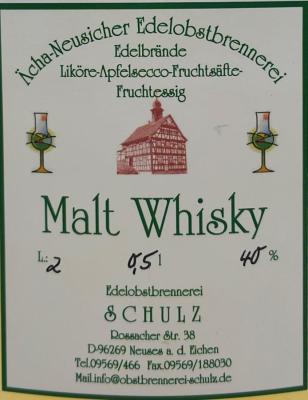 Ächa-Neusicher Edelobstbrennerei
Edelbrände
Liköre-Apfelsecco-Fruchtsäfte-
Fruchtessig
Malt Whisky
L.: 2 0,5 l 40 %
Edelobstbrennerei
SCHULZ
Rossacher Str. 38
D-96269 Neuses a. d. Eichen
Tel.09569/466 Fax.09569/188030
Mail.info@obstbrennerei-schulz.de